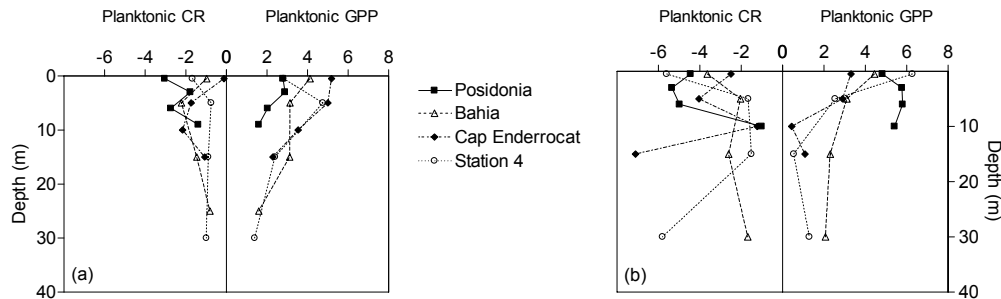 Planktonic CR Planktonic GPP
-6 -4 -2 0 2 4 6 8
0
10
20
30
40
Depth (m)
(a)
Posidonia
Bahia
Cap Enderrocat
Station 4
Planktonic CR Planktonic GPP
-6 -4 -2 0 2 4 6 8
10
20
30
40
Depth (m)
(b)